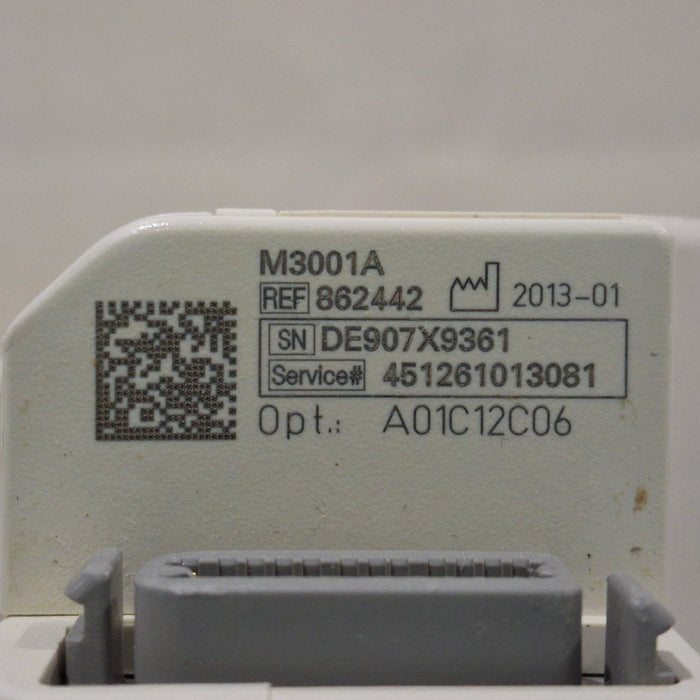 M3001A
REF 862442 2013-01
SN DE907X9361
Service# 451261013081
Opt.: A01C12C06